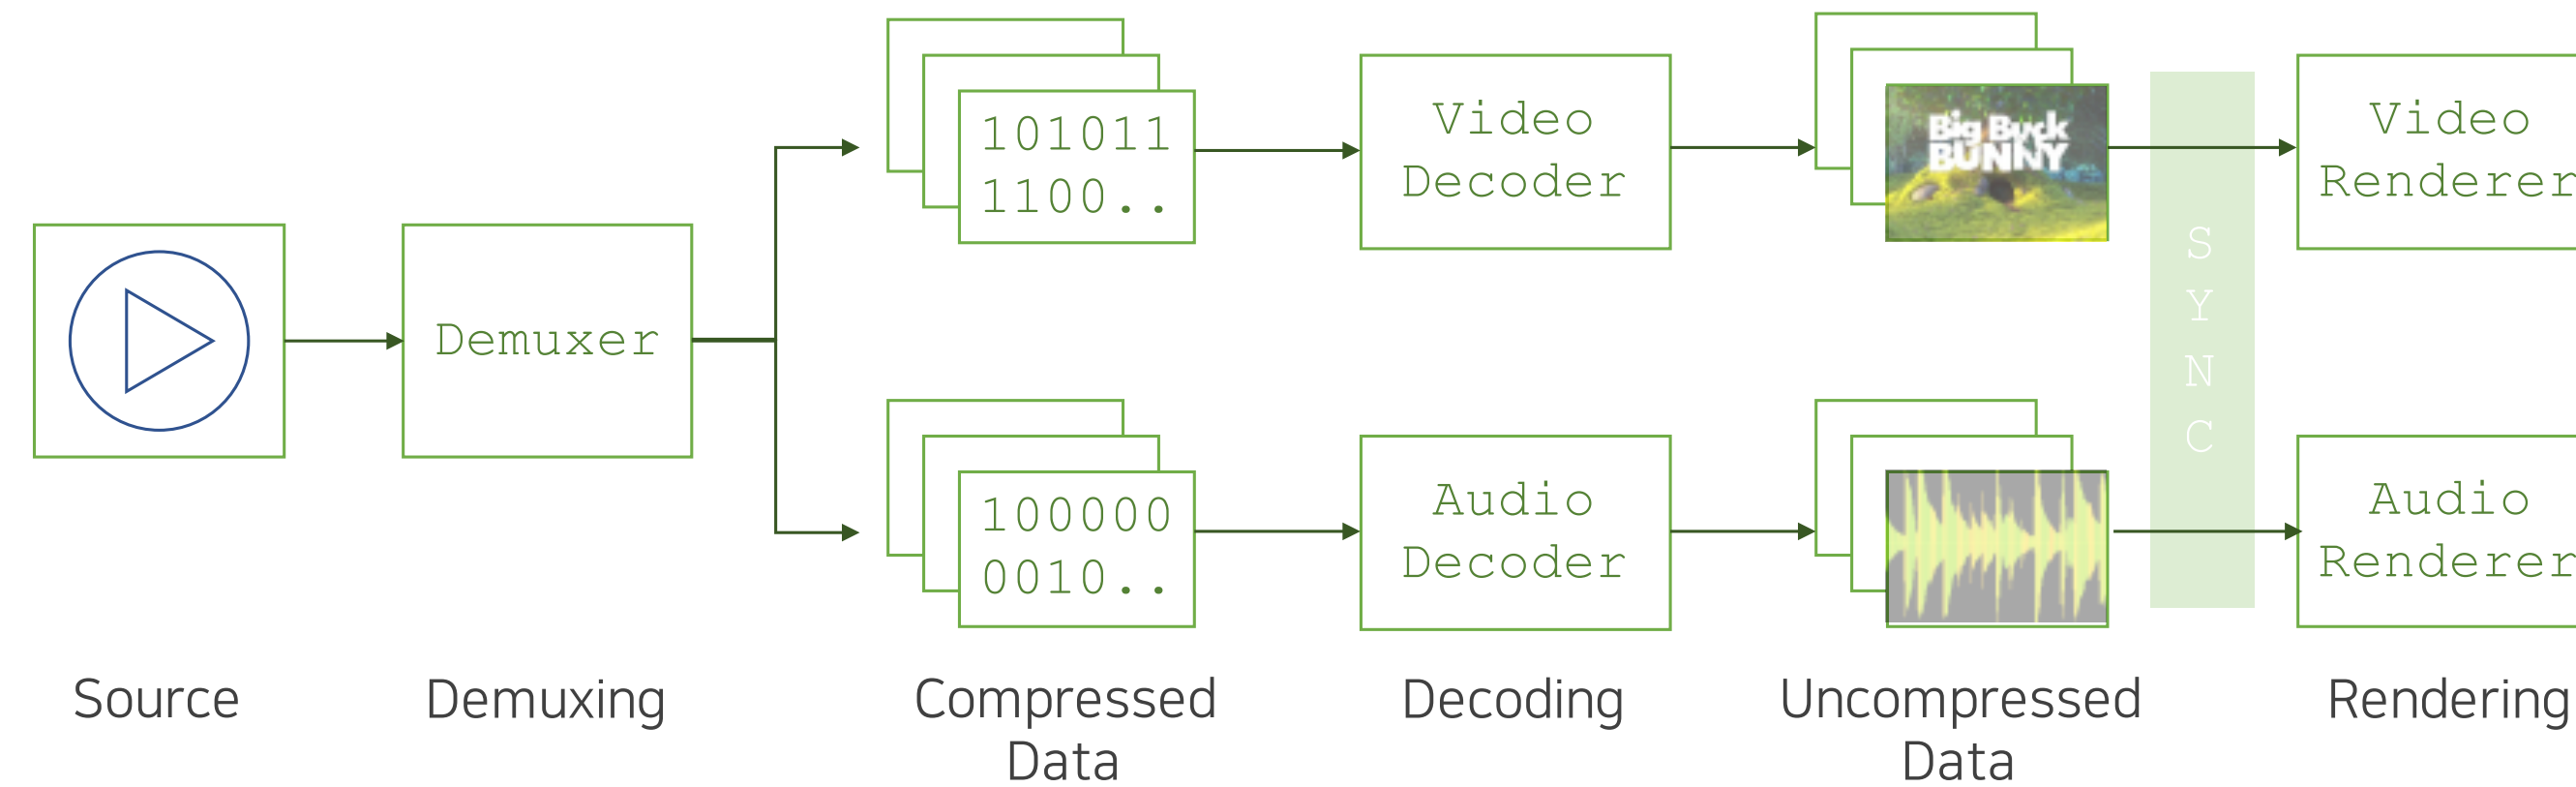 101011
1100..
Video
Decoder
Big Buck
BUNNY
Video
Renderer
S
Y
N
C
Demuxer
100000
0010..
Audio
Decoder
Audio
Renderer
Source
Demuxing
Compressed
Data
Decoding
Uncompressed
Data
Rendering